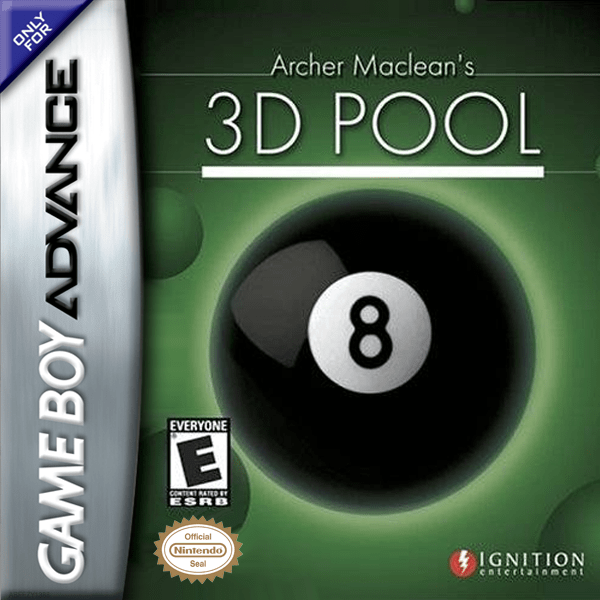 ONLY
FOR
GAME BOY ADVANCE
Archer Maclean's
3D POOL
8
EVERYONE
E
CONTENT RATED BY
ESRB
Official
Nintendo
Seal
IGNITION
entertainment